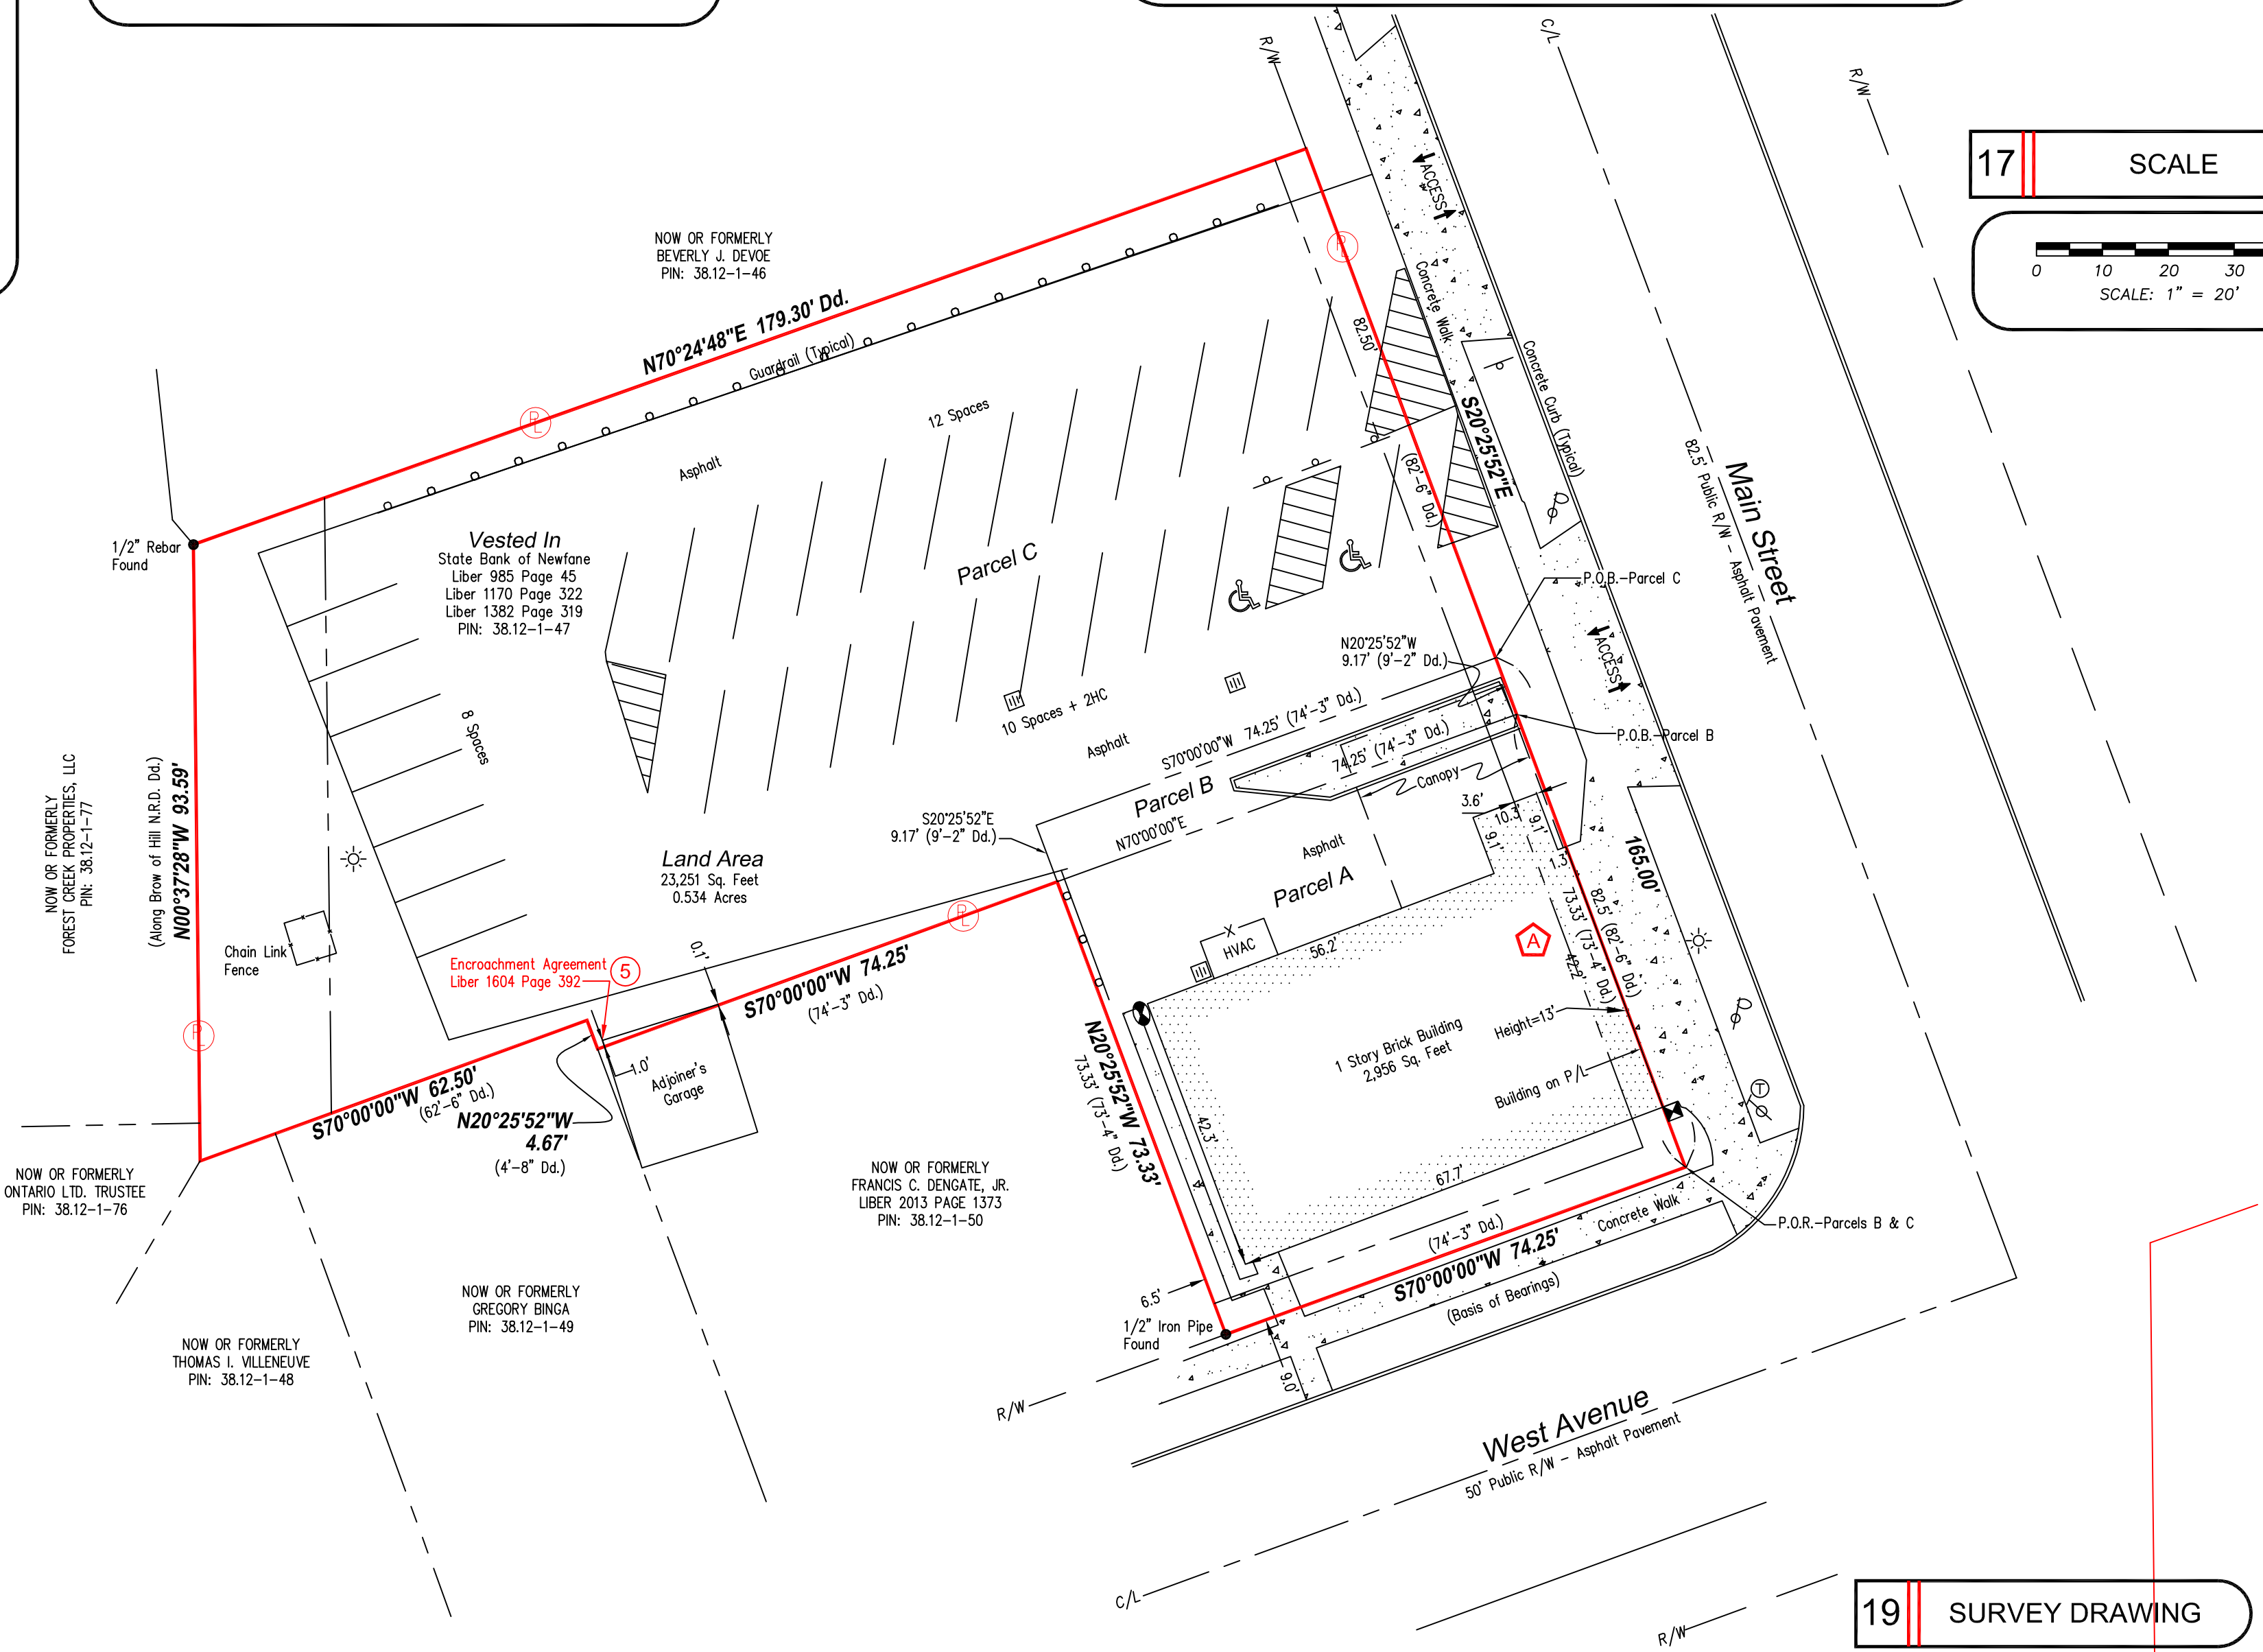 R/W
C/L
R/W
17
SCALE
0 10 20 30
SCALE: 1" = 20'
NOW OR FORMERLY
BEVERLY J. DEVOE
PIN: 38.12-1-46
N70°24'48"E 179.30' Dd.
Guardrail (Typical)
PL
PL
ACCESS
Concrete Walk
82.50'
Concrete Curb (Typical)
S20°25'52"E
(82'-6" Dd.)
12 Spaces
Asphalt
Main Street
82.5' Public R/W - Asphalt Pavement
1/2" Rebar
Found
Vested In
State Bank of Newfane
Liber 985 Page 45
Liber 1170 Page 322
Liber 1382 Page 319
PIN: 38.12-1-47
Parcel C
P.O.B.-Parcel C
ACCESS
N20°25'52"W
9.17' (9'-2" Dd.)
10 Spaces + 2HC
Asphalt
S70°00'00"W 74.25' (74'-3" Dd.)
P.O.B.-Parcel B
8 Spaces
74.25' (74'-3" Dd.)
Parcel B
Canopy
N70°00'00"E
3.6'
10.3'
9.1'
9.1'
1.3'
165.00'
S20°25'52"E
9.17' (9'-2" Dd.)
NOW OR FORMERLY
FOREST CREEK PROPERTIES, LLC
PIN: 38.12-1-77
(Along Brow of Hill N.R.D. Dd.)
N00°37'28"W 93.59'
Land Area
23,251 Sq. Feet
0.534 Acres
Asphalt
Parcel A
HVAC
X
56.2'
A
42.2'
73.33' (73'-4" Dd.)
82.5' (82'-6" Dd.)
Chain Link
Fence
PL
PL
Encroachment Agreement
Liber 1604 Page 392
5
0.1'
S70°00'00"W 74.25'
(74'-3" Dd.)
1.0'
Adjoiner's
Garage
Height=13'
1 Story Brick Building
2,956 Sq. Feet
Building on P/L
S70°00'00"W 62.50'
(62'-6" Dd.)
N20°25'52"W
4.67'
(4'-8" Dd.)
N20°25'52"W 73.33'
73.33' (73'-4" Dd.)
42.3'
67.7'
T
NOW OR FORMERLY
ONTARIO LTD. TRUSTEE
PIN: 38.12-1-76
NOW OR FORMERLY
FRANCIS C. DENGATE, JR.
LIBER 2013 PAGE 1373
PIN: 38.12-1-50
(74'-3" Dd.)
Concrete Walk
P.O.R.-Parcels B & C
S70°00'00"W 74.25'
(Basis of Bearings)
6.5'
1/2" Iron Pipe
Found
9.0'
NOW OR FORMERLY
GREGORY BINGA
PIN: 38.12-1-49
NOW OR FORMERLY
THOMAS I. VILLENEUVE
PIN: 38.12-1-48
R/W
West Avenue
50' Public R/W - Asphalt Pavement
C/L
R/W
19
SURVEY DRAWING